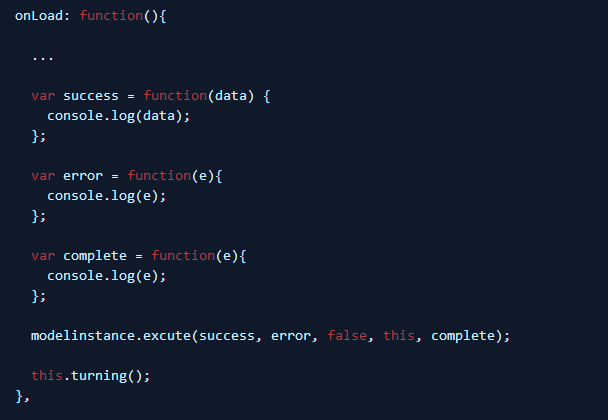 onLoad: function(){
...
var success = function(data) {
console.log(data);
};
var error = function(e){
console.log(e);
};
var complete = function(e){
console.log(e);
};
modelinstance.excute(success, error, false, this, complete);
this.turning();
},